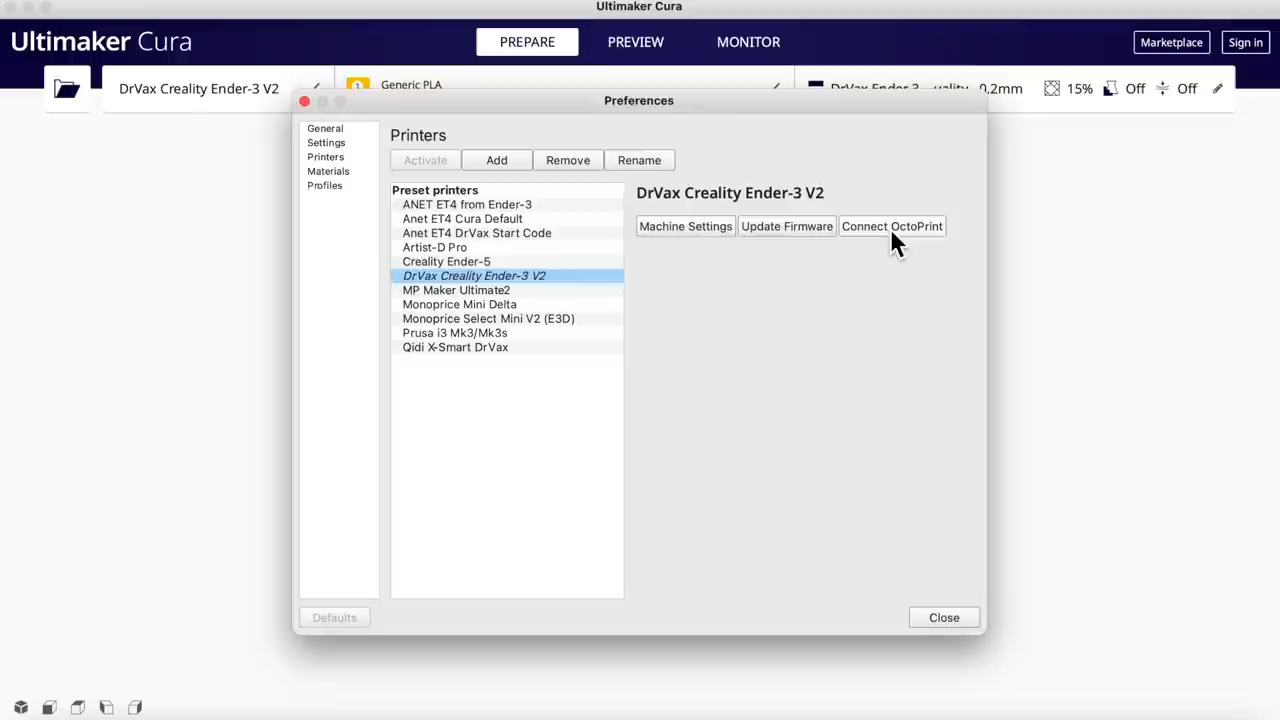 Ultimaker Cura
Ultimaker Cura
PREPARE
PREVIEW
MONITOR
Marketplace
Sign in
DrVax Creality Ender-3 V2
1
Generic PLA
DrVax Ender 3
0.2mm
15%
Off
Off
Preferences
General
Settings
Printers
Materials
Profiles
Printers
Activate
Add
Remove
Rename
Preset printers
ANET ET4 from Ender-3
Anet ET4 Cura Default
Anet ET4 DrVax Start Code
Artist-D Pro
Creality Ender-5
DrVax Creality Ender-3 V2
MP Maker Ultimate2
Monoprice Mini Delta
Monoprice Select Mini V2 (E3D)
Prusa i3 Mk3/Mk3s
Qidi X-Smart DrVax
DrVax Creality Ender-3 V2
Machine Settings
Update Firmware
Connect OctoPrint
Defaults
Close